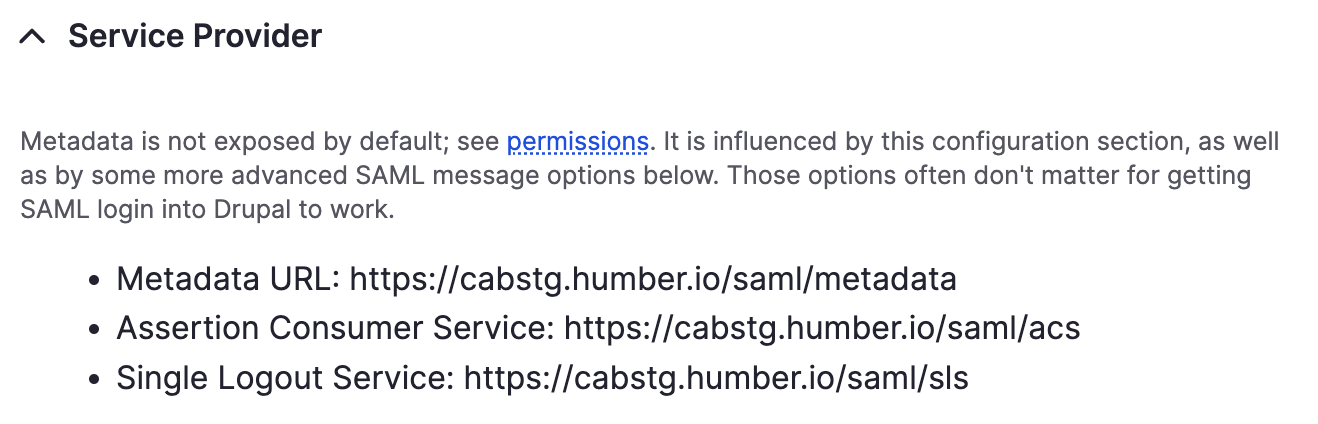 Service Provider
Metadata is not exposed by default; see permissions. It is influenced by this configuration section, as well
as by some more advanced SAML message options below. Those options often don't matter for getting
SAML login into Drupal to work.
• Metadata URL: https://cabstg.humber.io/saml/metadata
• Assertion Consumer Service: https://cabstg.humber.io/saml/acs
• Single Logout Service: https://cabstg.humber.io/saml/sls